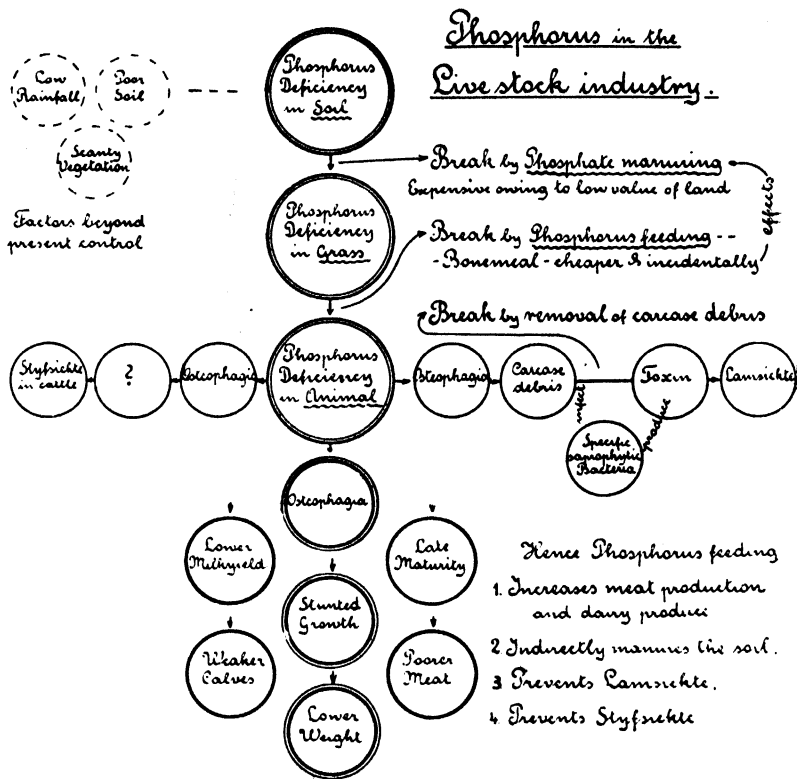 Phosphorus in the
Live stock industry.
Low
Rainfall
Poor
Soil
Scanty
Vegetation
Factors beyond
present control
Phosphorus
Deficiency
in Soil
Break by Phosphate manuring
Expensive owing to low value of land
effects
Phosphorus
Deficiency
in Grass
Break by Phosphorus feeding --
- Bonemeal - cheaper & incidentally
Break by removal of carcase debris
Styfsiekte
in cattle
?
Osteophagia
Phosphorus
Deficiency
in Animal
Osteophagia
Carcase
debris
infect
Specific
saprophytic
Bacteria
produce
Toxin
Lamsiekte
Osteophagia
Lower
Milkyield
Late
Maturity
Stunted
Growth
Weaker
Calves
Poorer
Meat
Lower
Weight
Hence Phosphorus feeding
1. Increases meat production
and dairy produce
2 Indirectly manures the soil.
3 Prevents Lamsiekte.
4. Prevents Styfsiekte